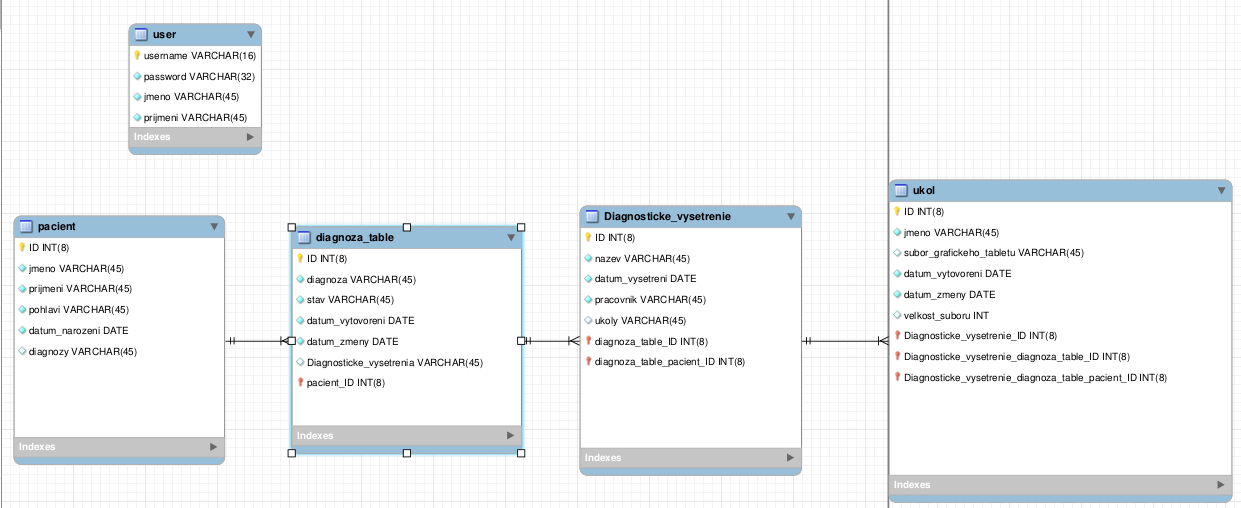 user
username VARCHAR(16)
password VARCHAR(32)
jmeno VARCHAR(45)
prijmeni VARCHAR(45)
Indexes
pacient
ID INT(8)
jmeno VARCHAR(45)
prijmeni VARCHAR(45)
pohlavi VARCHAR(45)
datum_narozeni DATE
diagnozy VARCHAR(45)
Indexes
diagnoza_table
ID INT(8)
diagnoza VARCHAR(45)
stav VARCHAR(45)
datum_vytovoreni DATE
datum_zmeny DATE
Diagnosticke_vysetrenia VARCHAR(45)
pacient_ID INT(8)
Indexes
Diagnosticke_vysetrenie
ID INT(8)
nazev VARCHAR(45)
datum_vysetreni DATE
pracovnik VARCHAR(45)
ukoly VARCHAR(45)
diagnoza_table_ID INT(8)
diagnoza_table_pacient_ID INT(8)
Indexes
ukol
ID INT(8)
jmeno VARCHAR(45)
subor_grafickeho_tabletu VARCHAR(45)
datum_vytovoreni DATE
datum_zmeny DATE
velkost_suboru INT
Diagnosticke_vysetrenie_ID INT(8)
Diagnosticke_vysetrenie_diagnoza_table_ID INT(8)
Diagnosticke_vysetrenie_diagnoza_table_pacient_ID INT(8)
Indexes